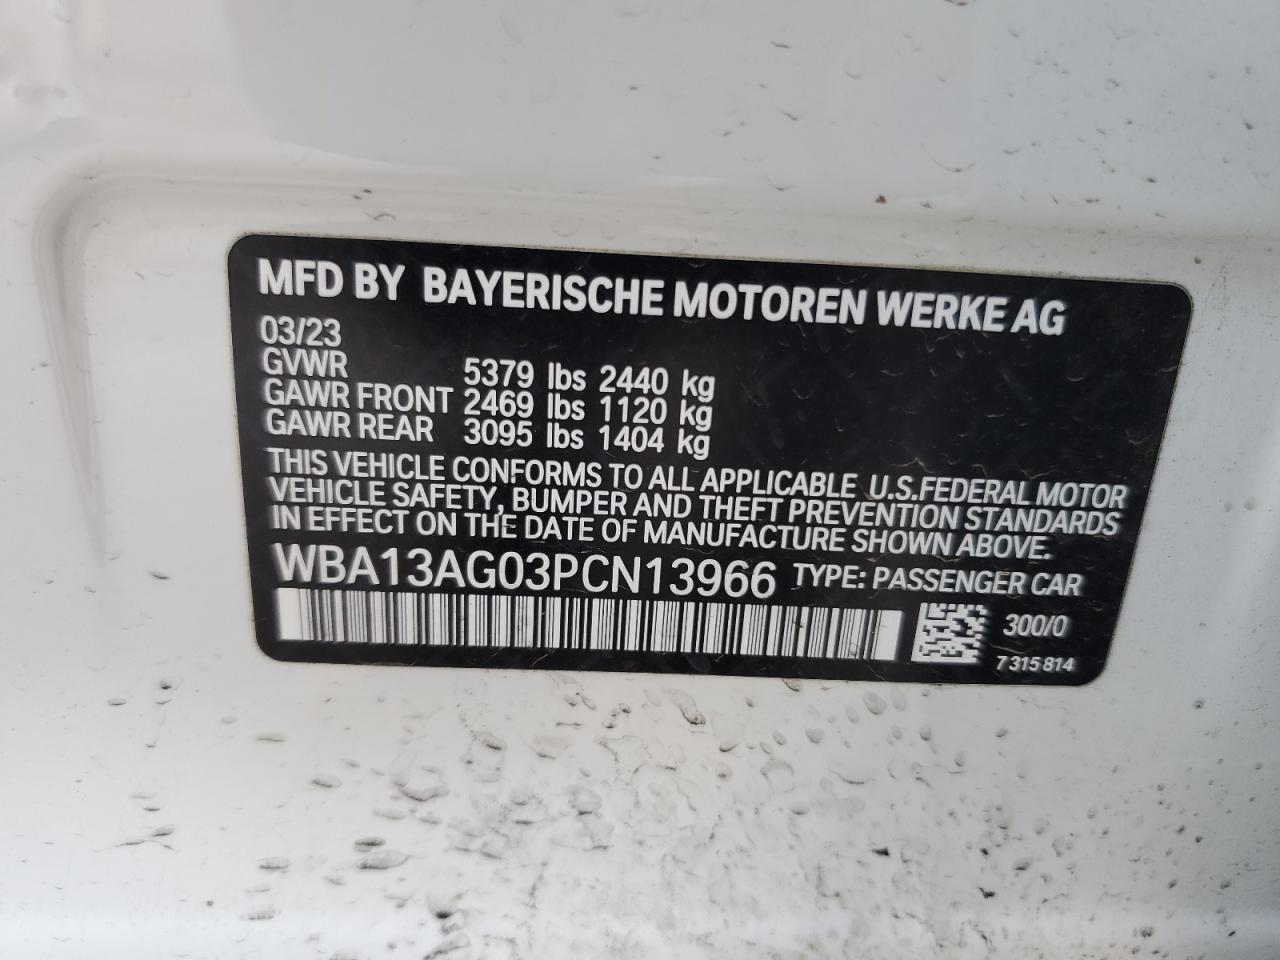 MFD BY BAYERISCHE MOTOREN WERKE AG
03/23
GVWR 5379 lbs 2440 kg
GAWR FRONT 2469 lbs 1120 kg
GAWR REAR 3095 lbs 1404 kg
THIS VEHICLE CONFORMS TO ALL APPLICABLE U.S.FEDERAL MOTOR
VEHICLE SAFETY, BUMPER AND THEFT PREVENTION STANDARDS
IN EFFECT ON THE DATE OF MANUFACTURE SHOWN ABOVE.
WBA13AG03PCN13966 TYPE: PASSENGER CAR
300/0
7 315 814